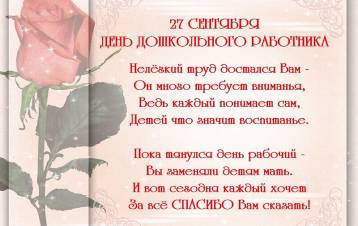 27 СЕНТЯБРЯ
ДЕНЬ ДОШКОЛЬНОГО РАБОТНИКА
Нелёгкий труд достался Вам -
Он много требует вниманья,
Ведь каждый понимает сам,
Детей что значит воспитанье.
Пока тянулся день рабочий -
Вы заменяли детям мать.
И вот сегодня каждый хочет
За всё СПАСИБО Вам сказать!